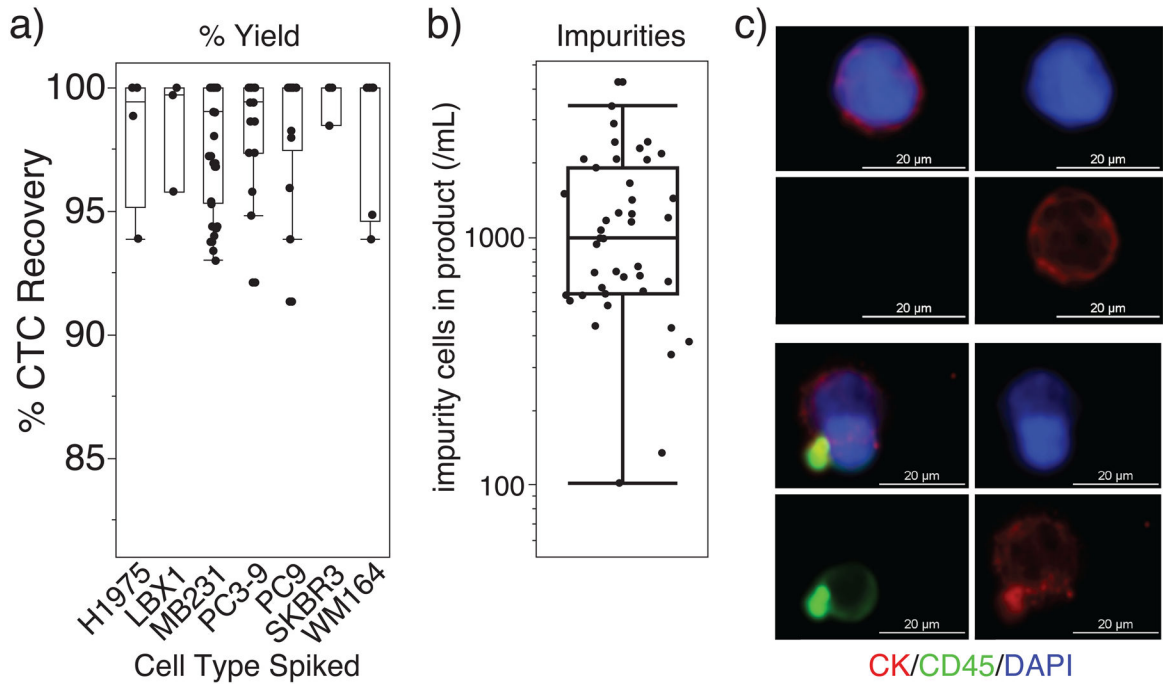 a)
% Yield
% CTC Recovery
100
95
90
85
H1975
LBX1
MB231
PC3-9
PC9
SKBR3
WM164
Cell Type Spiked
b)
Impurities
impurity cells in product (/mL)
1000
100
c)
20 µm
20 µm
20 µm
20 µm
20 µm
20 µm
20 µm
20 µm
CK/CD45/DAPI